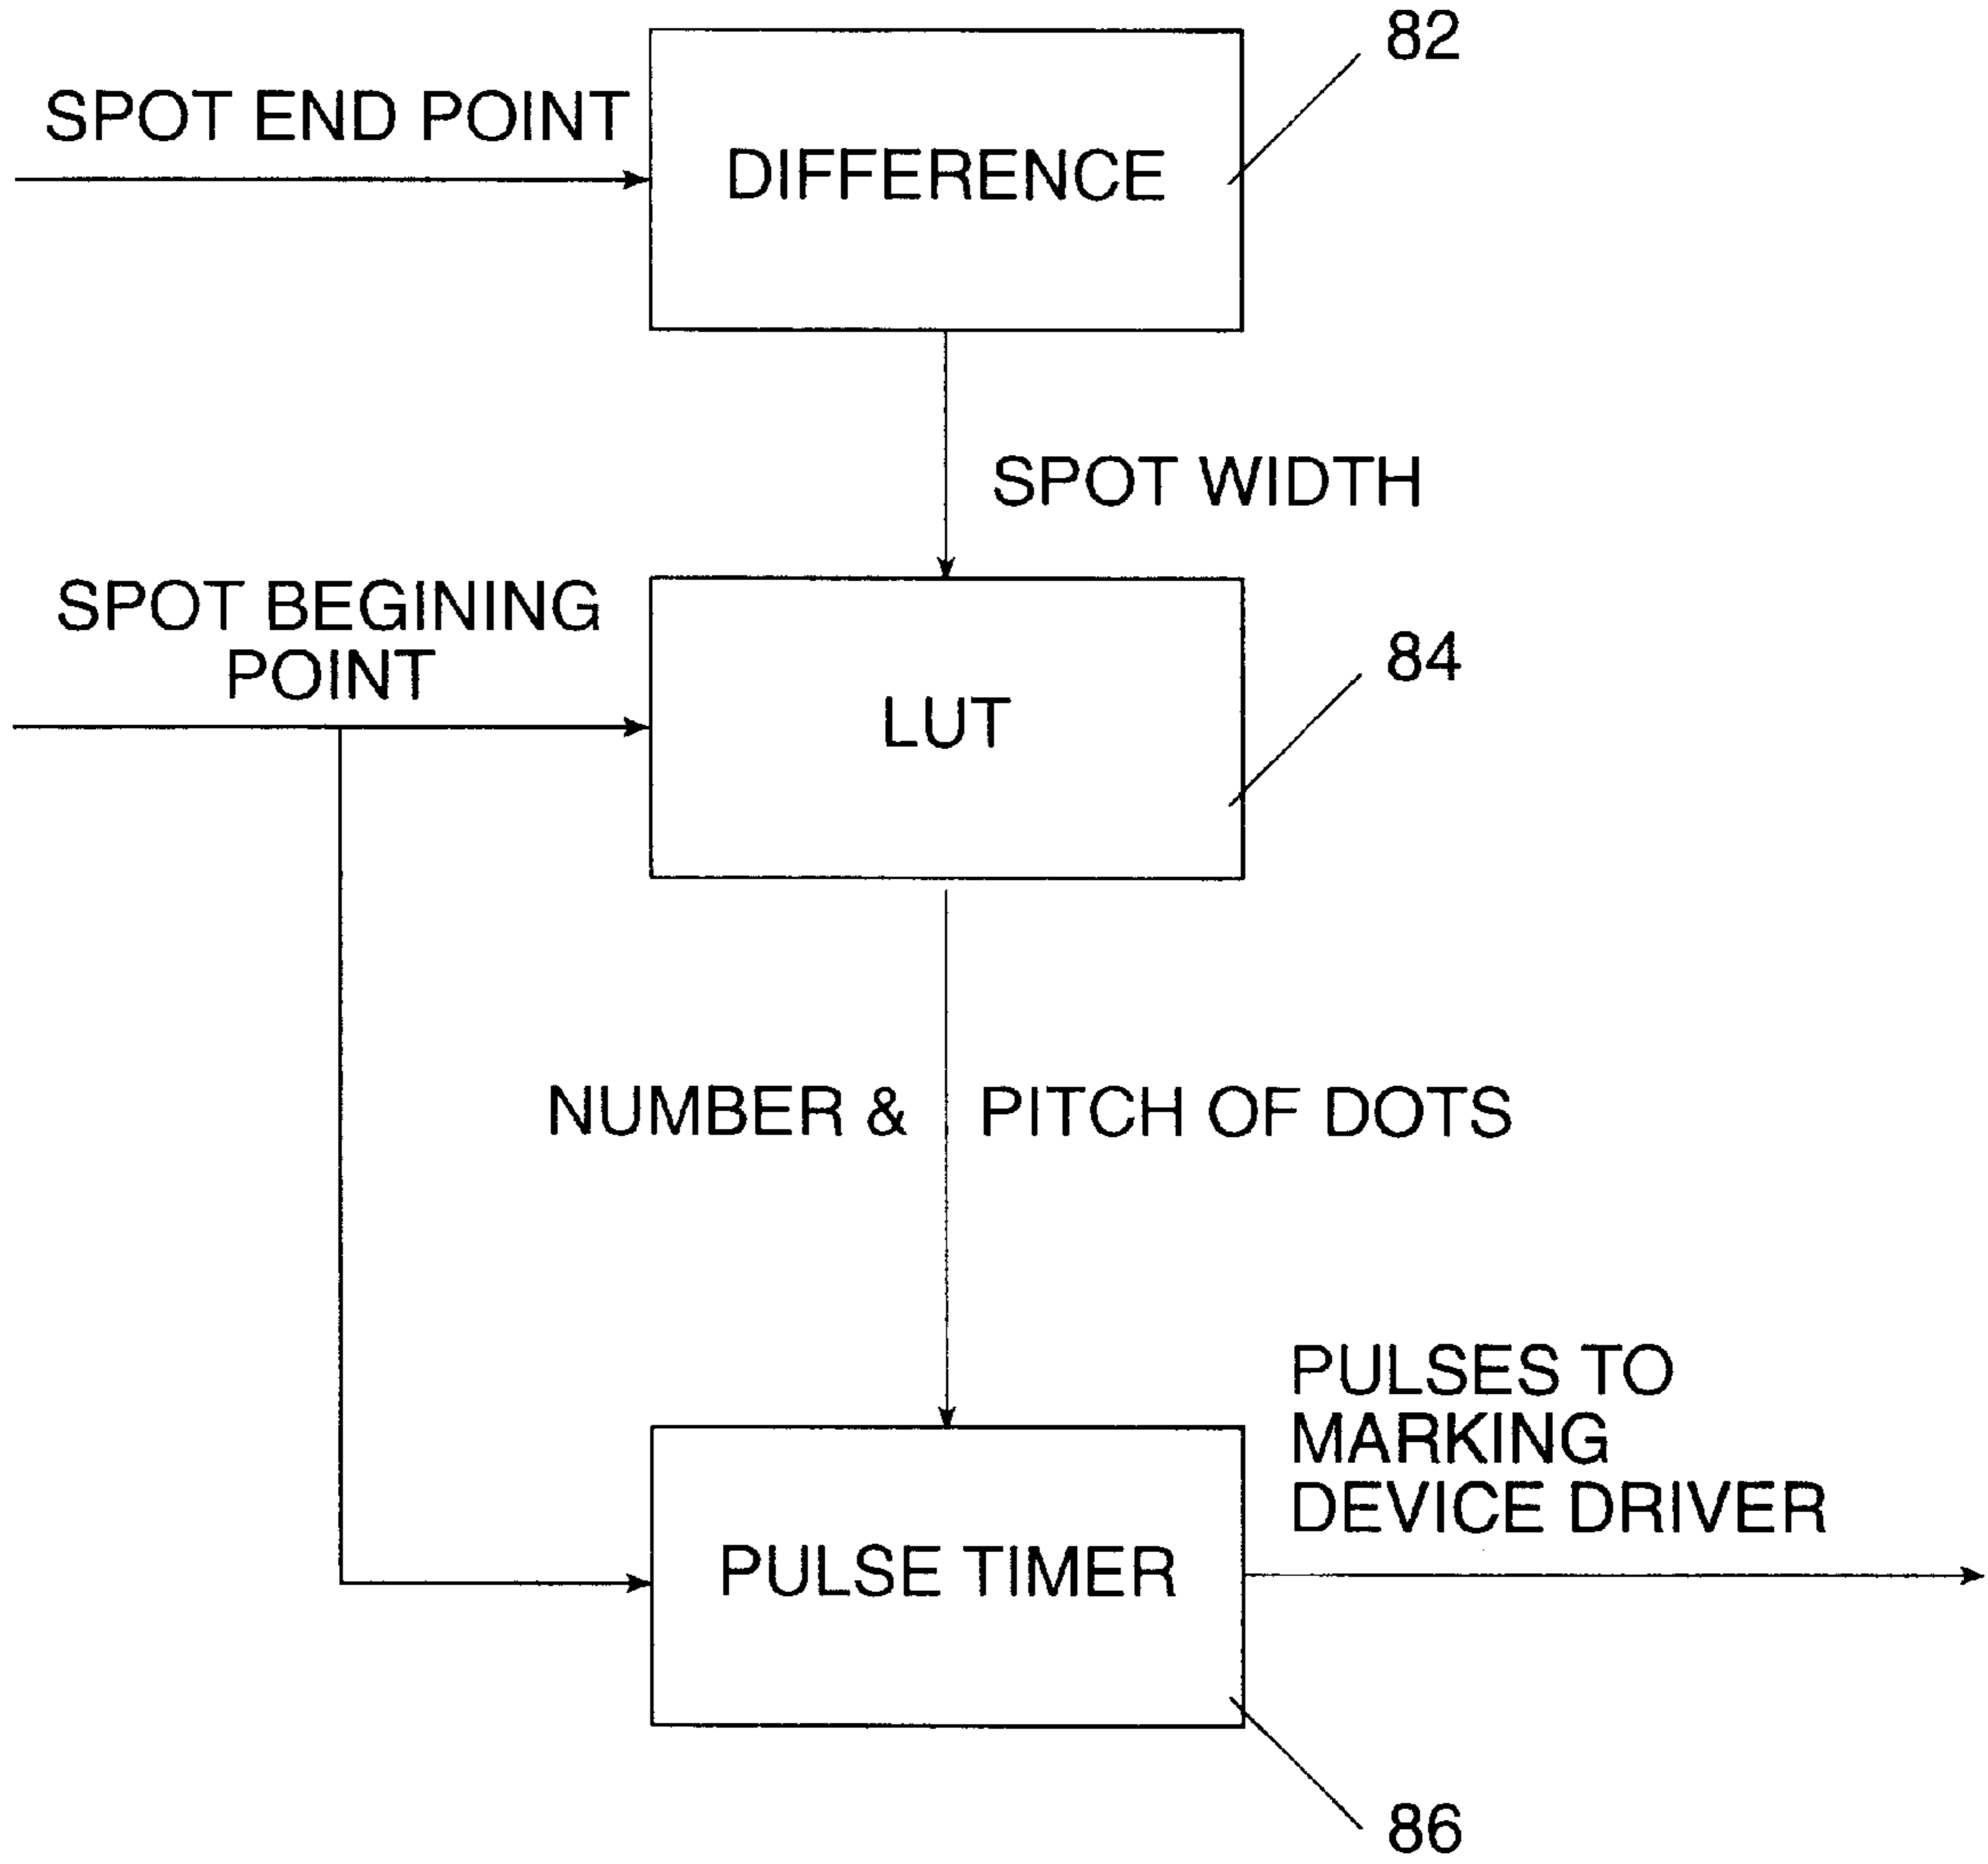 82
SPOT END POINT
DIFFERENCE
SPOT WIDTH
SPOT BEGINING
POINT
84
LUT
NUMBER & PITCH OF DOTS
PULSES TO
MARKING
DEVICE DRIVER
PULSE TIMER
86